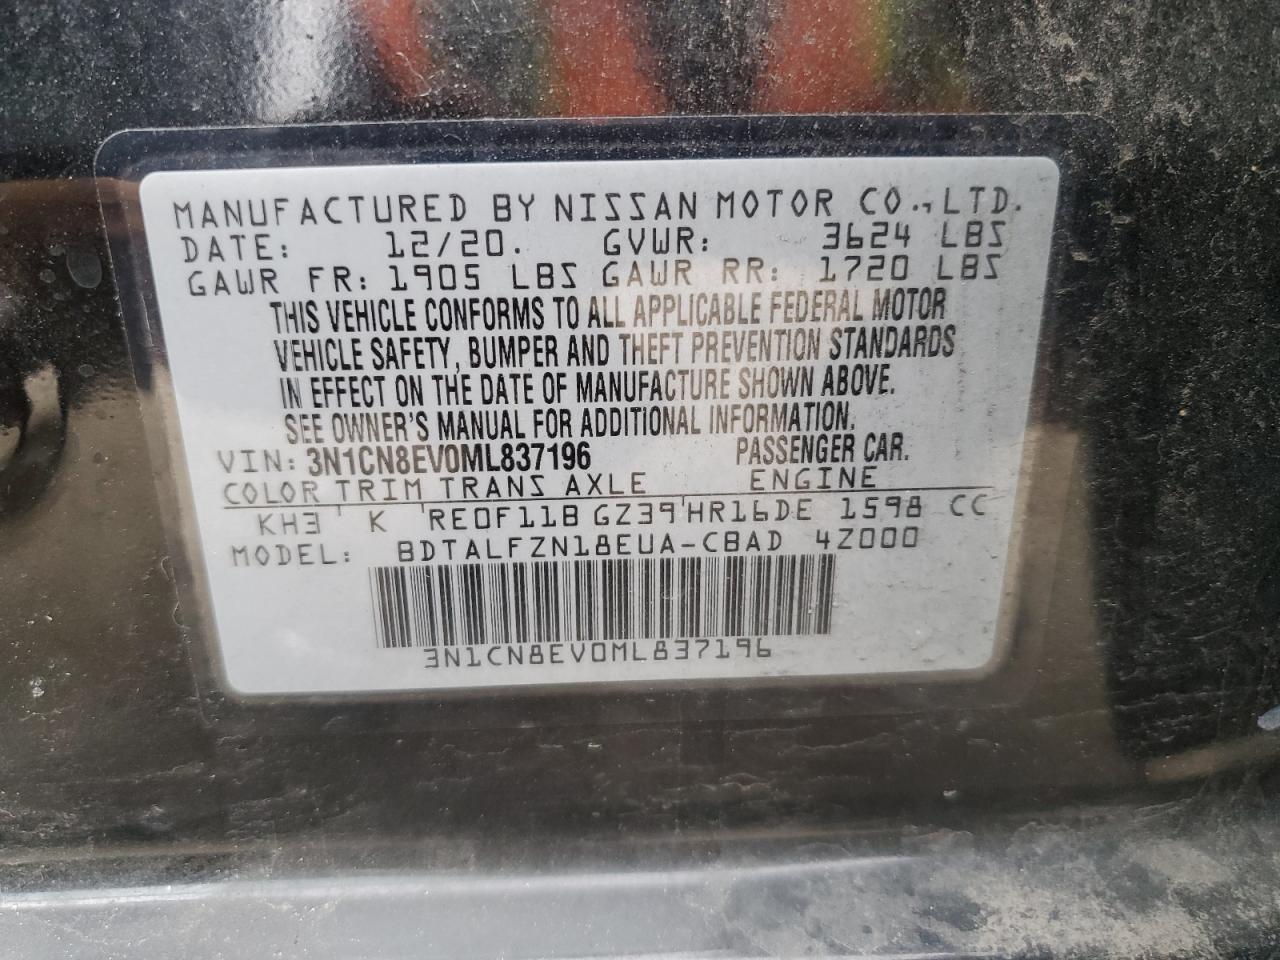 MANUFACTURED BY NISSAN MOTOR CO., LTD.
DATE: 12/20. GVWR: 3624 LBS
GAWR FR: 1905 LBS GAWR RR: 1720 LBS
THIS VEHICLE CONFORMS TO ALL APPLICABLE FEDERAL MOTOR
VEHICLE SAFETY, BUMPER AND THEFT PREVENTION STANDARDS
IN EFFECT ON THE DATE OF MANUFACTURE SHOWN ABOVE.
SEE OWNER'S MANUAL FOR ADDITIONAL INFORMATION.
VIN: 3N1CN8EV0ML837196 PASSENGER CAR.
COLOR TRIM TRANS AXLE ENGINE
KH3 ' K RE0F11B GZ39 ' HR16DE 1598 CC
MODEL: BDTALFZN18EUA-CBAD 4Z000
3N1CN8EV0ML837196